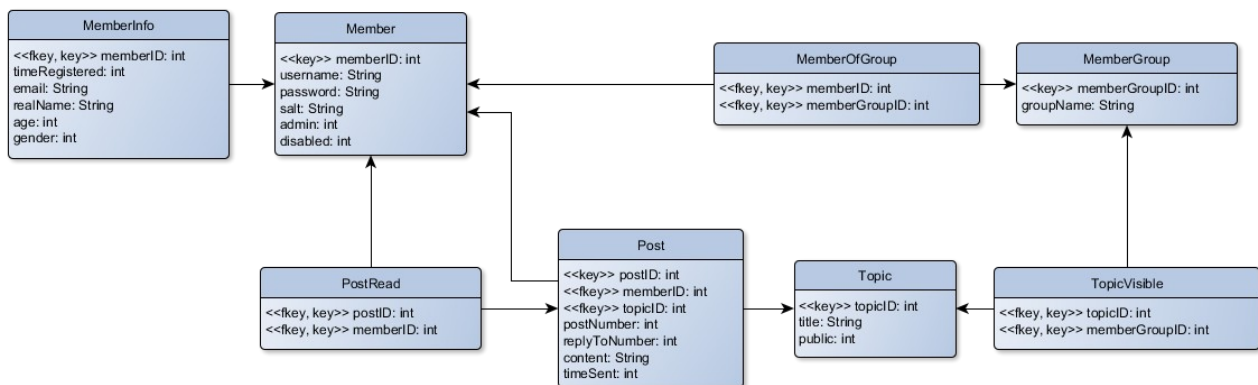 MemberInfo
<<fkey, key>> memberID: int
timeRegistered: int
email: String
realName: String
age: int
gender: int
Member
<<key>> memberID: int
username: String
password: String
salt: String
admin: int
disabled: int
MemberOfGroup
<<fkey, key>> memberID: int
<<fkey, key>> memberGroupID: int
MemberGroup
<<key>> memberGroupID: int
groupName: String
PostRead
<<fkey, key>> postID: int
<<fkey, key>> memberID: int
Post
<<key>> postID: int
<<fkey>> memberID: int
<<fkey>> topicID: int
postNumber: int
replyToNumber: int
content: String
timeSent: int
Topic
<<key>> topicID: int
title: String
public: int
TopicVisible
<<fkey, key>> topicID: int
<<fkey, key>> memberGroupID: int